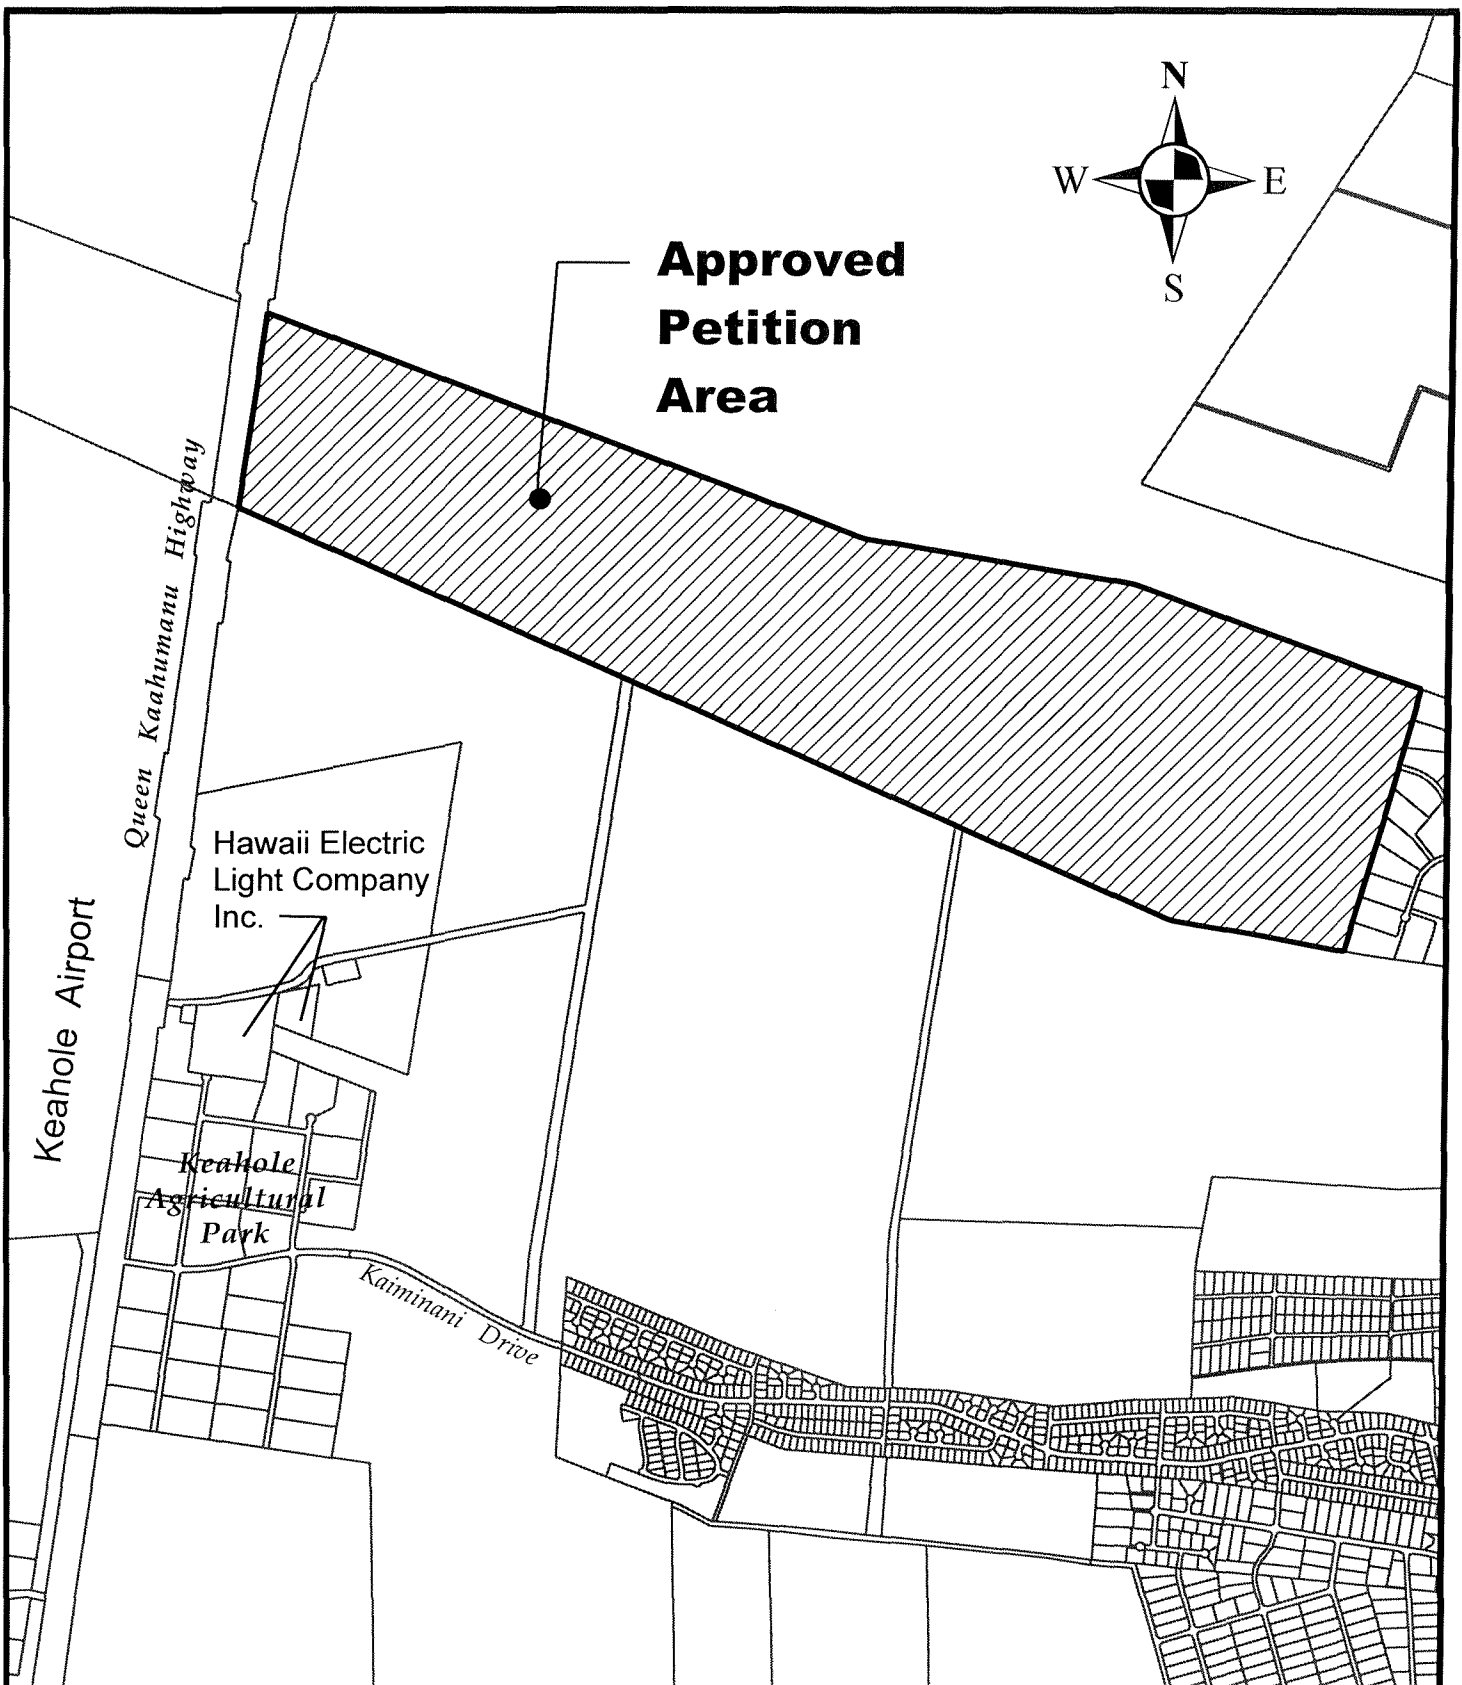 N
W E
S
Approved
Petition
Area
Queen Kaahumanu Highway
Hawaii Electric
Light Company
Inc.
Keahole Airport
Keahole
Agricultural
Park
Kaiminani Drive